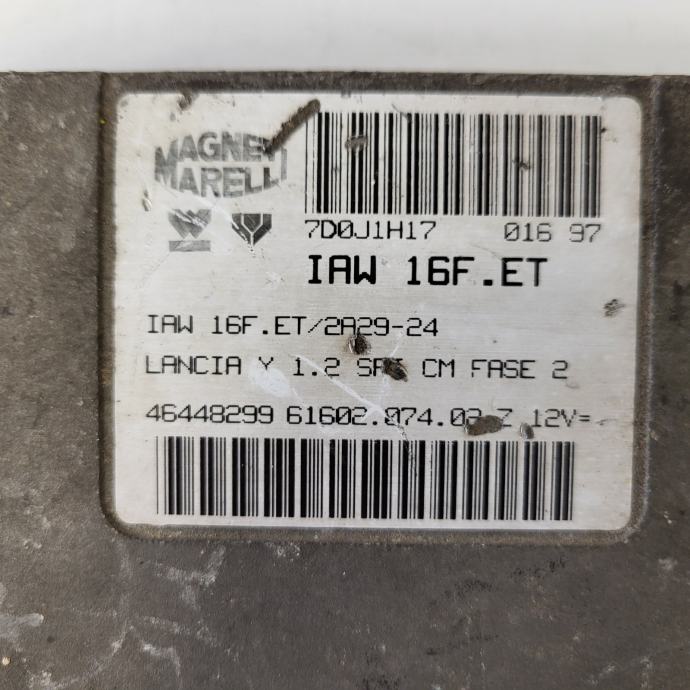 MAGNETI
MARELLI
7D0J1H17 016 97
IAW 16F.ET
IAW 16F.ET/2A29-24
LANCIA Y 1.2 CM FASE 2
46448299 Z 12V=